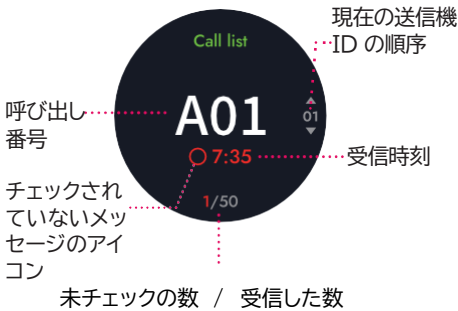 現在の送信機
ID の順序
Call list
呼び出し
番号
A01
01
7:35
受信時刻
チェックされ
ていないメッ
セージのアイ
コン
1/50
未チェックの数 / 受信した数